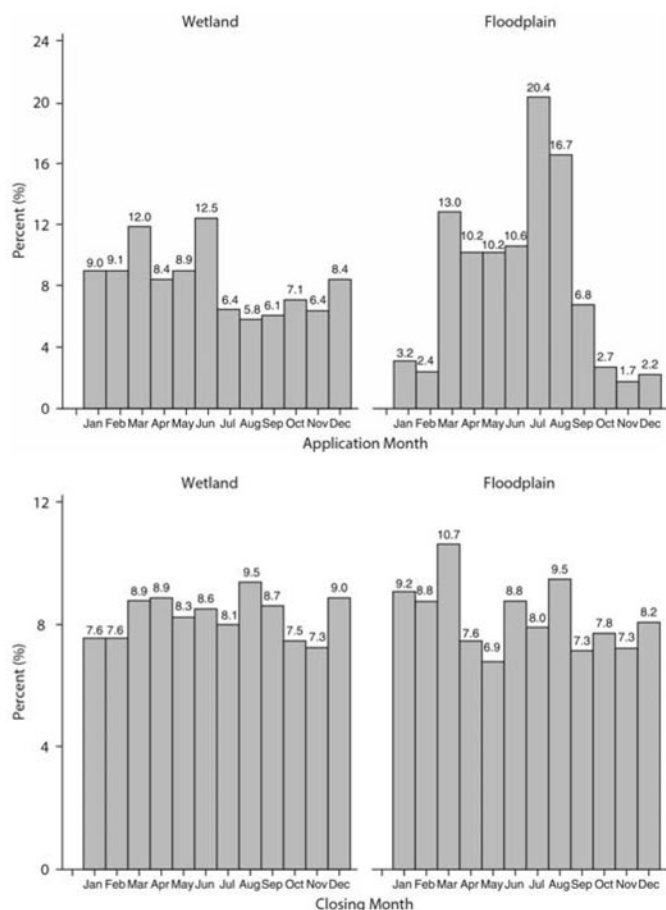 Wetland Floodplain
24
20
16
12
8
4
0
Percent (%)
9.0 9.1 12.0 8.4 8.9 12.5 6.4 5.8 6.1 7.1 6.4 8.4
3.2 2.4 13.0 10.2 10.2 10.6 20.4 16.7 6.8 2.7 1.7 2.2
Jan Feb Mar Apr May Jun Jul Aug Sep Oct Nov Dec Jan Feb Mar Apr May Jun Jul Aug Sep Oct Nov Dec
Application Month
Wetland Floodplain
12
8
4
0
Percent (%)
7.6 7.6 8.9 8.9 8.3 8.6 8.1 9.5 8.7 7.5 7.3 9.0
9.2 8.8 10.7 7.6 6.9 8.8 8.0 9.5 7.3 7.8 7.3 8.2
Jan Feb Mar Apr May Jun Jul Aug Sep Oct Nov Dec Jan Feb Mar Apr May Jun Jul Aug Sep Oct Nov Dec
Closing Month